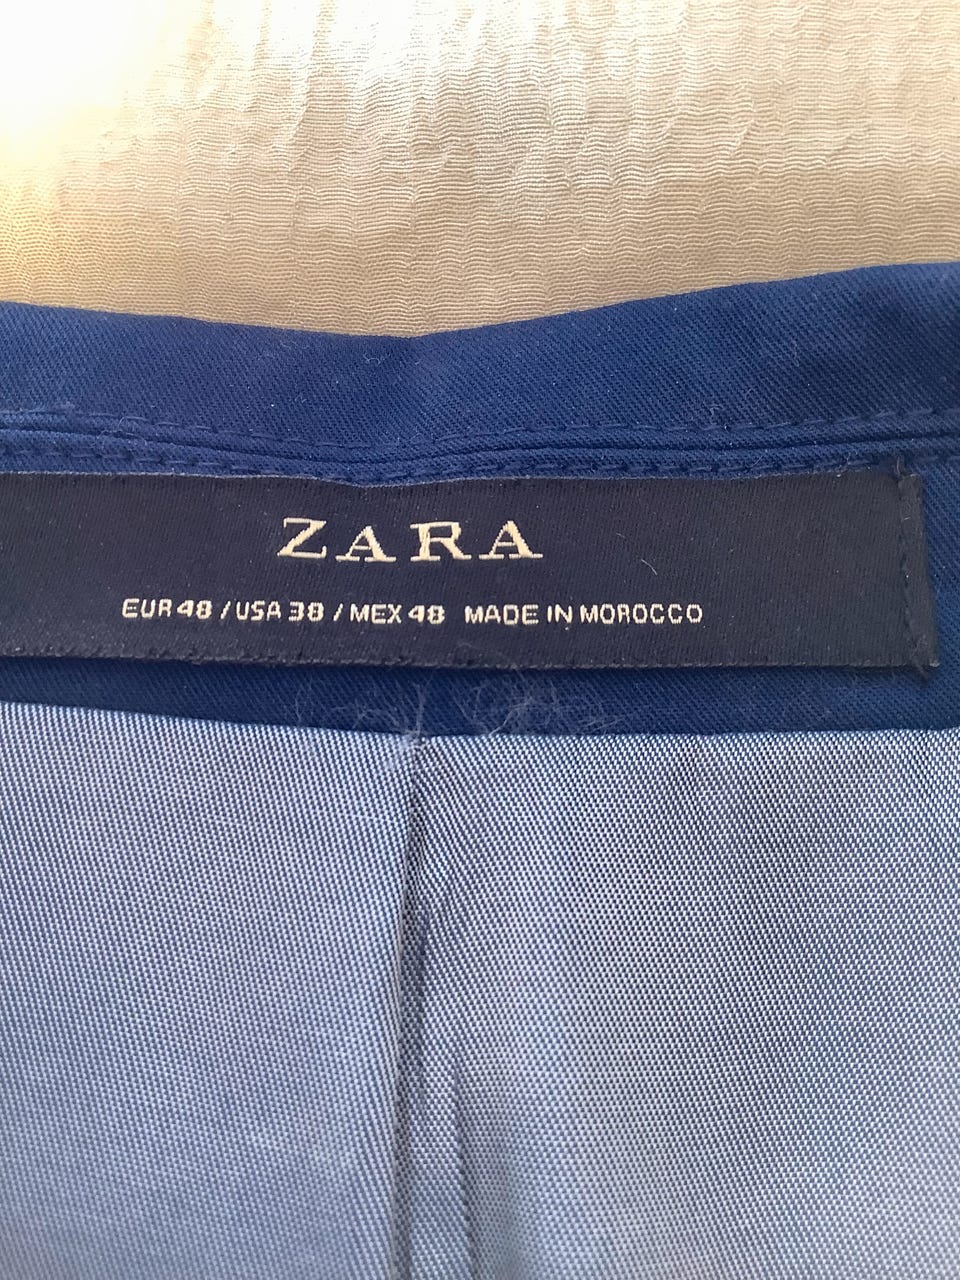 ZARA
EUR 48 / USA 38 / MEX 48 MADE IN MOROCCO